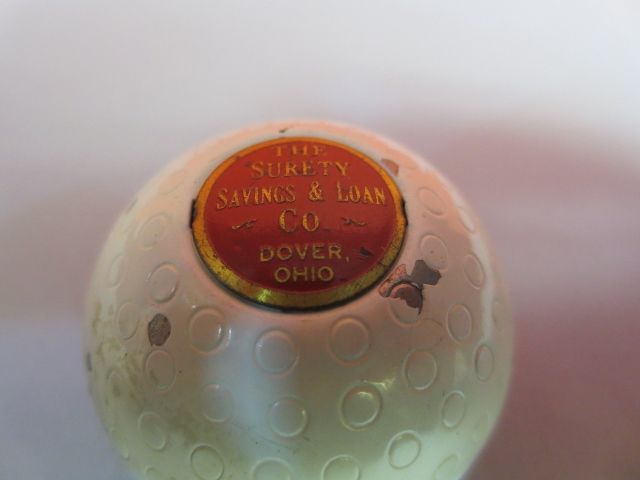 THE
SURETY
SAVINGS & LOAN
CO.
DOVER,
OHIO